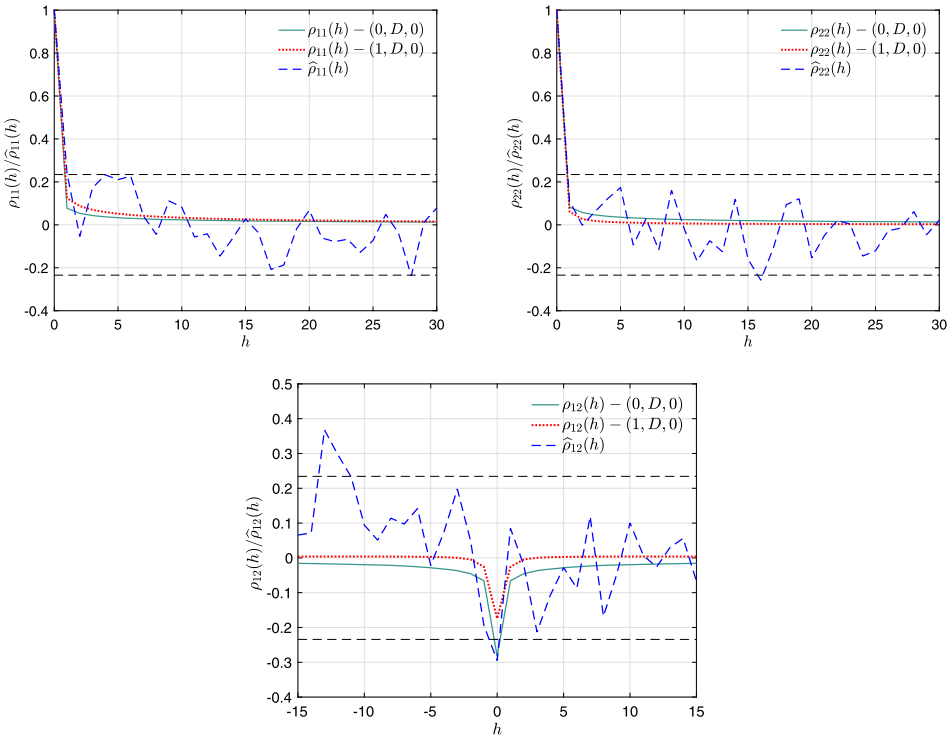 ρ₁₁(h) − (0, D, 0)
ρ₁₁(h) − (1, D, 0)
ρ̂₁₁(h)
ρ₁₁(h)/ρ̂₁₁(h)
1
0.8
0.6
0.4
0.2
0
-0.2
-0.4
0 5 10 15 20 25 30
h
ρ₂₂(h) − (0, D, 0)
ρ₂₂(h) − (1, D, 0)
ρ̂₂₂(h)
ρ₂₂(h)/ρ̂₂₂(h)
1
0.8
0.6
0.4
0.2
0
-0.2
-0.4
0 5 10 15 20 25 30
h
ρ₁₂(h) − (0, D, 0)
ρ₁₂(h) − (1, D, 0)
ρ̂₁₂(h)
ρ₁₂(h)/ρ̂₁₂(h)
0.5
0.4
0.3
0.2
0.1
0
-0.1
-0.2
-0.3
-0.4
-15 -10 -5 0 5 10 15
h